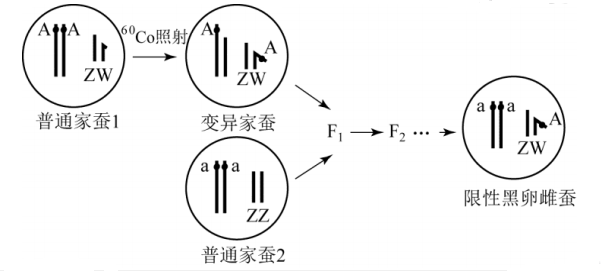 A A
ZW
普通家蚕1
⁶⁰Co照射
A A
ZW
变异家蚕
a a
ZZ
普通家蚕2
F₁ F₂ …
a a A
ZW
限性黑卵雌蚕